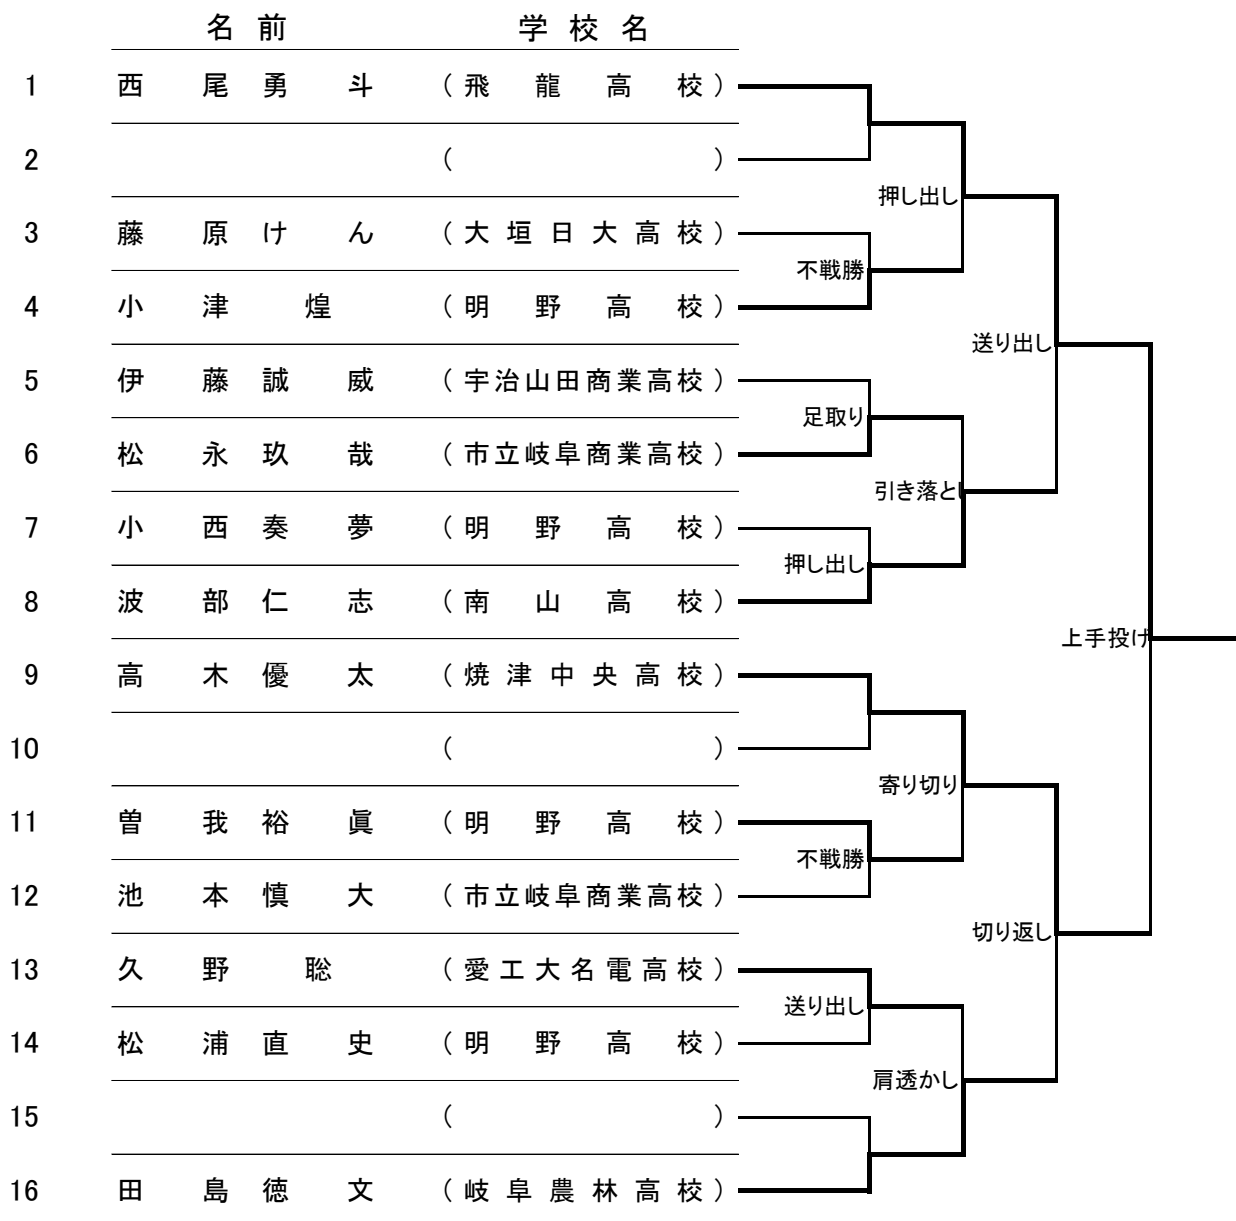 名前 学校名
1 西尾勇斗 (飛龍高校)
2 ( )
押し出し
3 藤原けん (大垣日大高校)
不戦勝
4 小津煌 (明野高校)
送り出し
5 伊藤誠威 (宇治山田商業高校)
足取り
6 松永玖哉 (市立岐阜商業高校)
引き落とし
7 小西奏夢 (明野高校)
押し出し
8 波部仁志 (南山高校)
上手投げ
9 高木優太 (焼津中央高校)
10 ( )
寄り切り
11 曽我裕眞 (明野高校)
不戦勝
12 池本慎大 (市立岐阜商業高校)
切り返し
13 久野聡 (愛工大名電高校)
送り出し
14 松浦直史 (明野高校)
肩透かし
15 ( )
16 田島徳文 (岐阜農林高校)